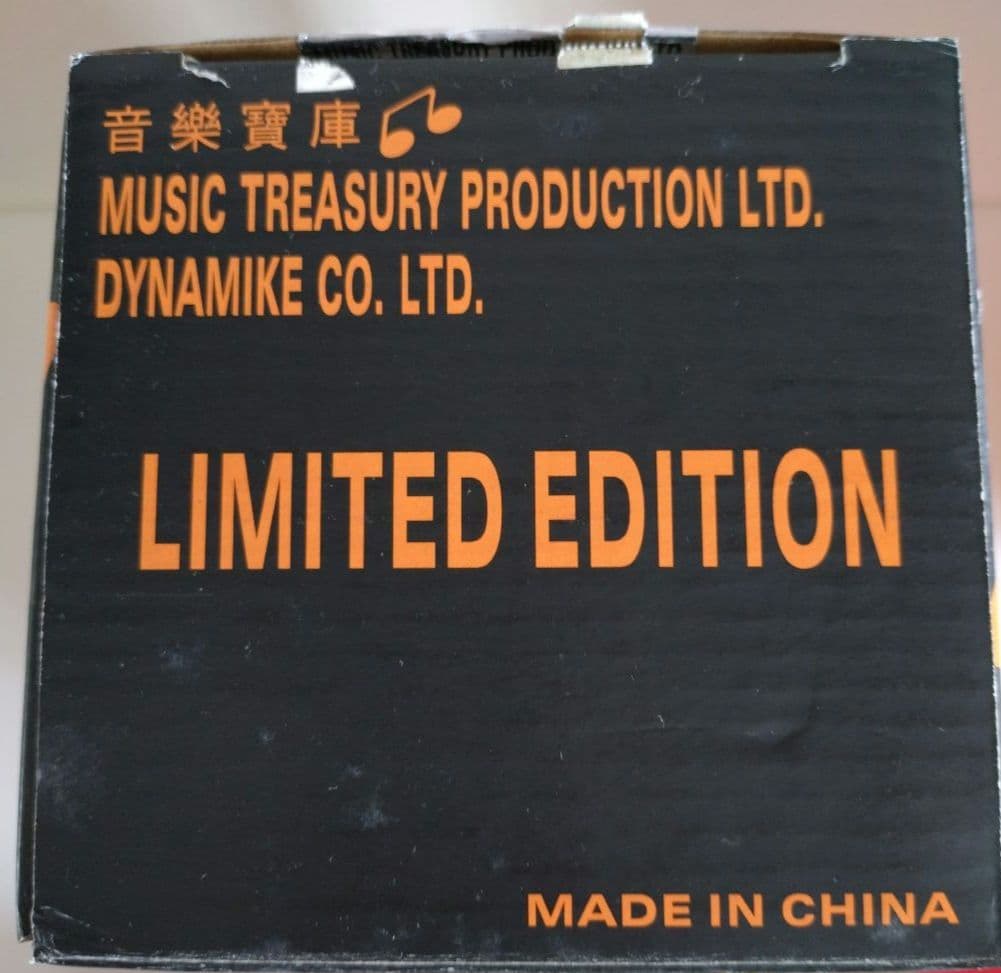 音樂寶庫
MUSIC TREASURY PRODUCTION LTD.
DYNAMIKE CO. LTD.
LIMITED EDITION
MADE IN CHINA